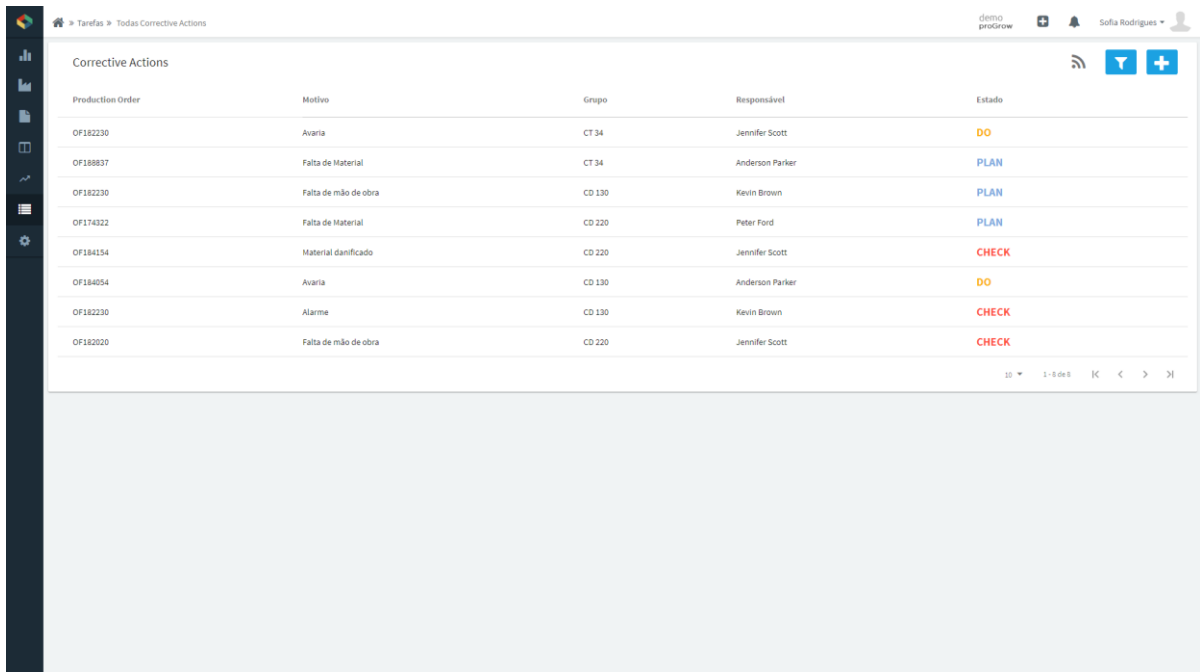 » Tarefas » Todas Corrective Actions
demo
proGrow
Sofia Rodrigues
Corrective Actions
Production Order Motivo Grupo Responsável Estado
OF182230 Avaria CT 34 Jennifer Scott DO
OF188837 Falta de Material CT 34 Anderson Parker PLAN
OF182230 Falta de mão de obra CD 130 Kevin Brown PLAN
OF174322 Falta de Material CD 220 Peter Ford PLAN
OF184154 Material danificado CD 220 Jennifer Scott CHECK
OF184054 Avaria CD 130 Anderson Parker DO
OF182230 Alarme CD 130 Kevin Brown CHECK
OF182020 Falta de mão de obra CD 220 Jennifer Scott CHECK
10 1 - 8 de 8